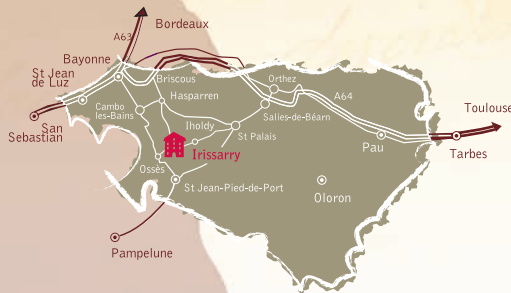 Bordeaux
A63
Bayonne
St Jean
de Luz
Briscous
Orthez
Hasparren
A64
Cambo
les-Bains
Toulouse
San
Sebastian
Iholdy
Salies-de-Béarn
St Palais
Pau
Tarbes
Irissarry
Ossès
St Jean-Pied-de-Port
Oloron
Pampelune